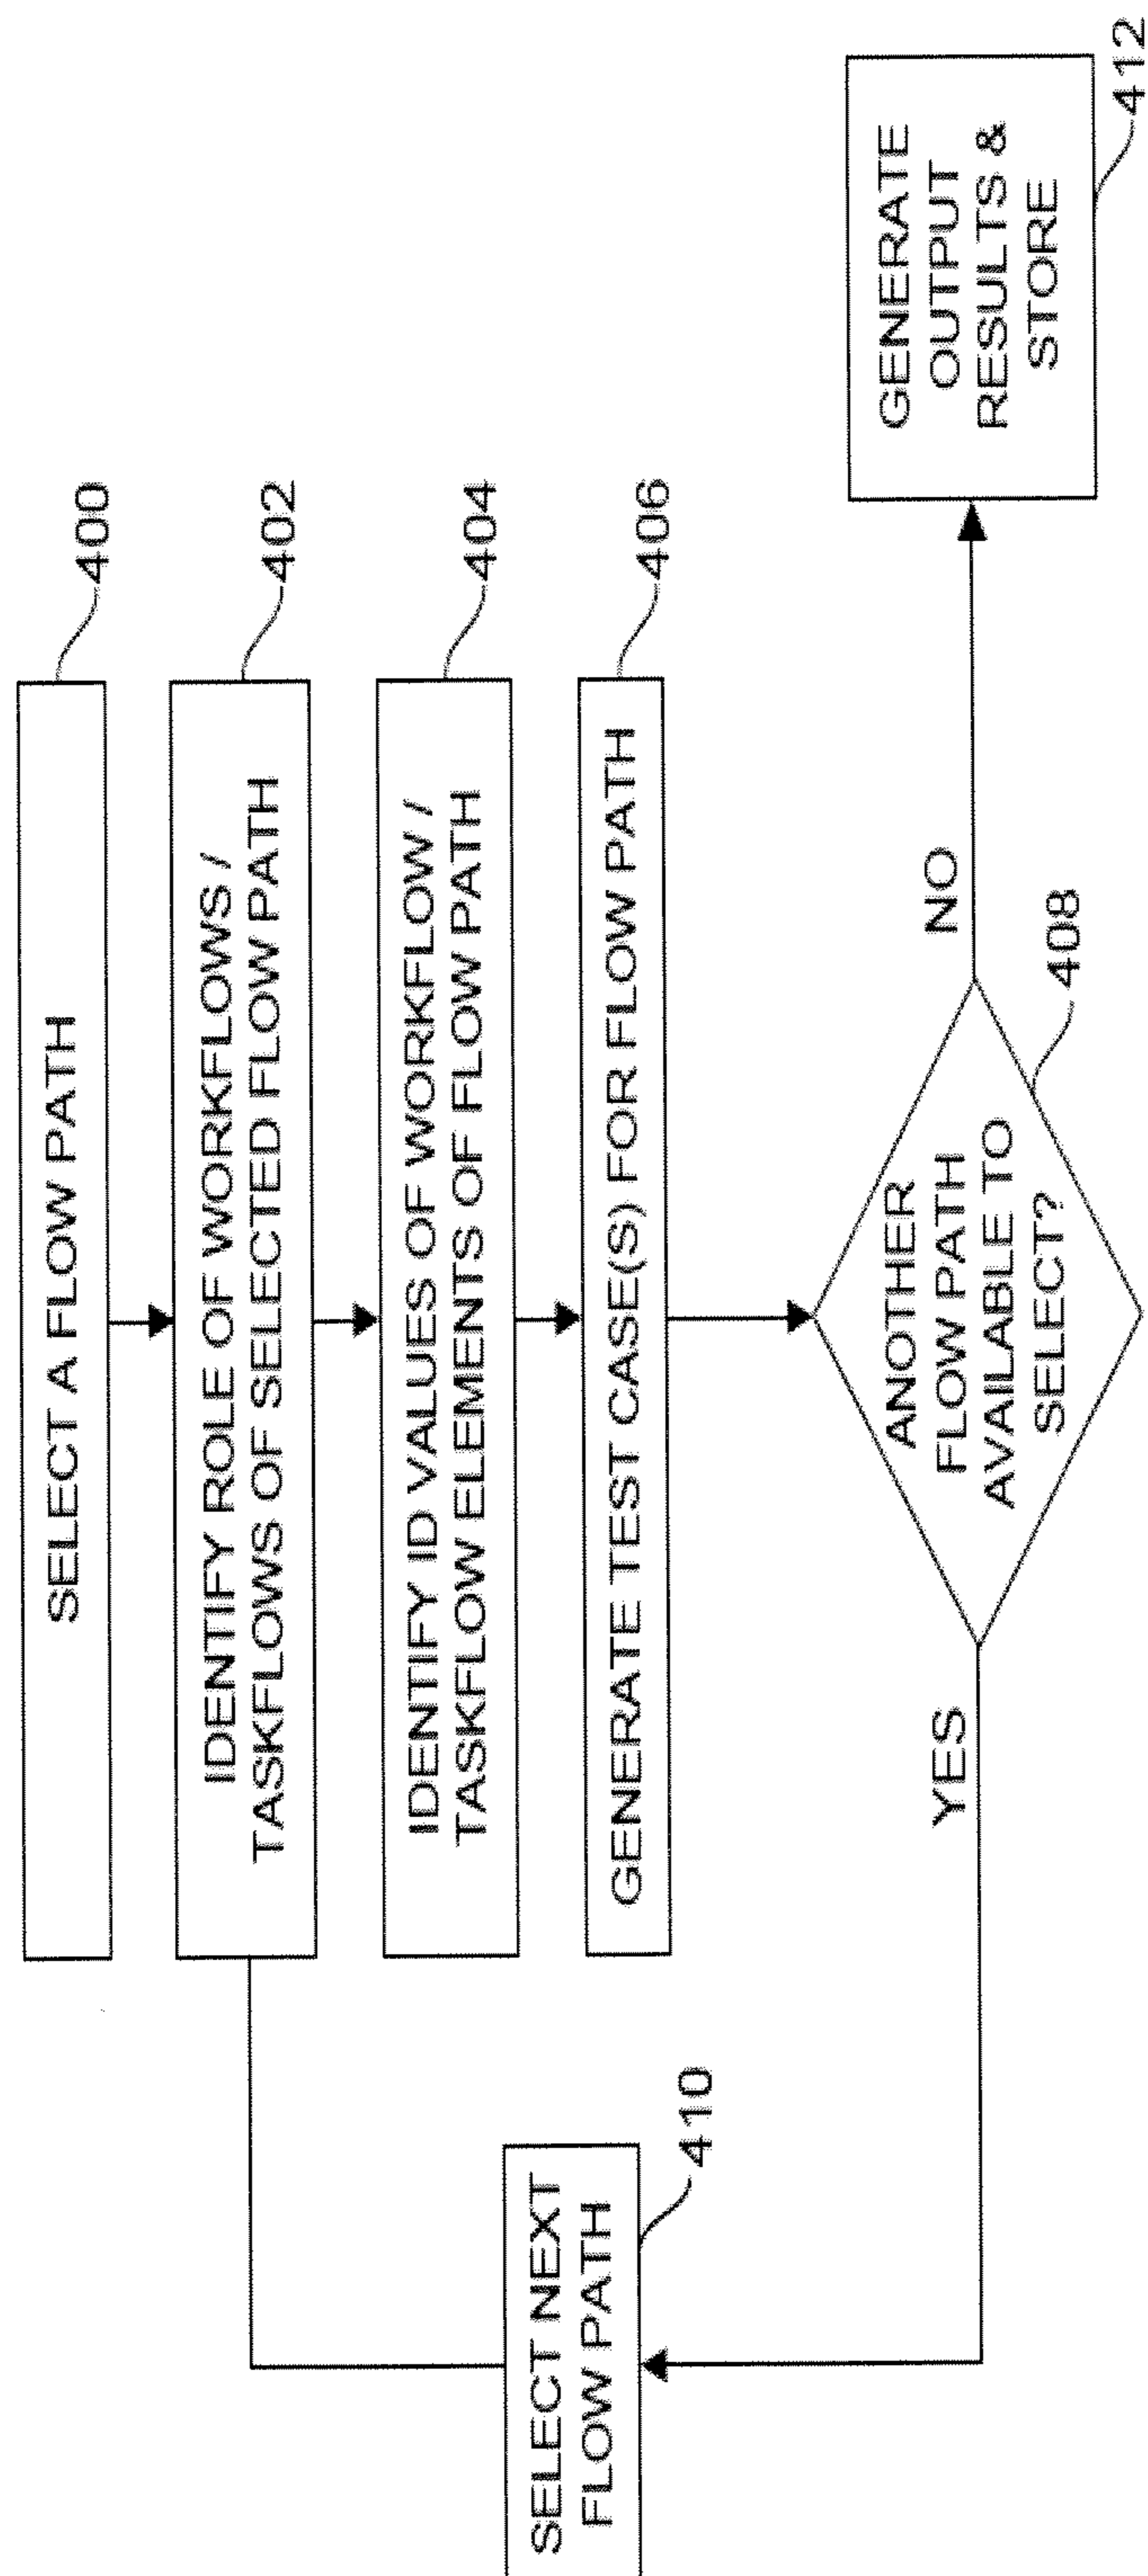 SELECT A FLOW PATH
400
IDENTIFY ROLE OF WORKFLOWS /
TASKFLOWS OF SELECTED FLOW PATH
402
IDENTIFY ID VALUES OF WORKFLOW /
TASKFLOW ELEMENTS OF FLOW PATH
404
GENERATE TEST CASE(S) FOR FLOW PATH
406
ANOTHER
FLOW PATH
AVAILABLE TO
SELECT?
408
YES
NO
SELECT NEXT
FLOW PATH
410
GENERATE
OUTPUT
RESULTS &
STORE
412